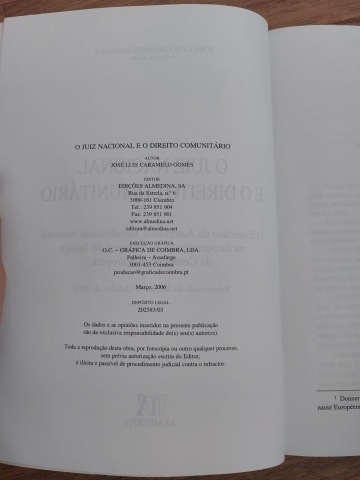 O JUIZ NACIONAL E O DIREITO COMUNITÁRIO
AUTOR
JOSÉ LUÍS CARAMELO GOMES
EDITOR
EDIÇÕES ALMEDINA, SA
Rua da Estrela, n.º 6
3000-161 Coimbra
Tel: 239 851 904
Fax: 239 851 901
www.almedina.net
editora@almedina.net
EXECUÇÃO GRÁFICA
G.C. – GRÁFICA DE COIMBRA, LDA.
Palheira – Assafarge
3001-453 Coimbra
producao@graficadecoimbra.pt
Março, 2006
DEPÓSITO LEGAL
202583/03
Os dados e as opiniões inseridos na presente publicação
são da exclusiva responsabilidade do(s) seu(s) autor(es).
Toda a reprodução desta obra, por fotocópia ou outro qualquer processo,
sem prévia autorização escrita do Editor,
é ilícita e passível de procedimento judicial contra o infractor.